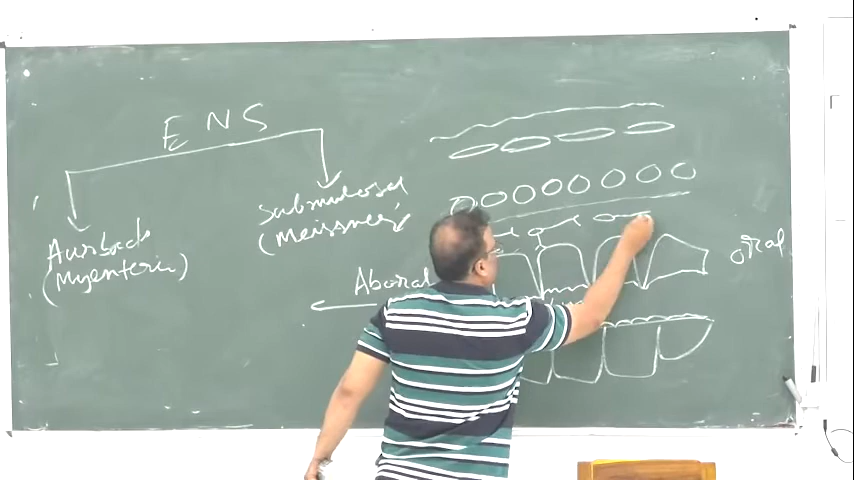 ENS
Submucosal
(Meissner's)
Auerbach
(Myenteric)
Aboral
oral